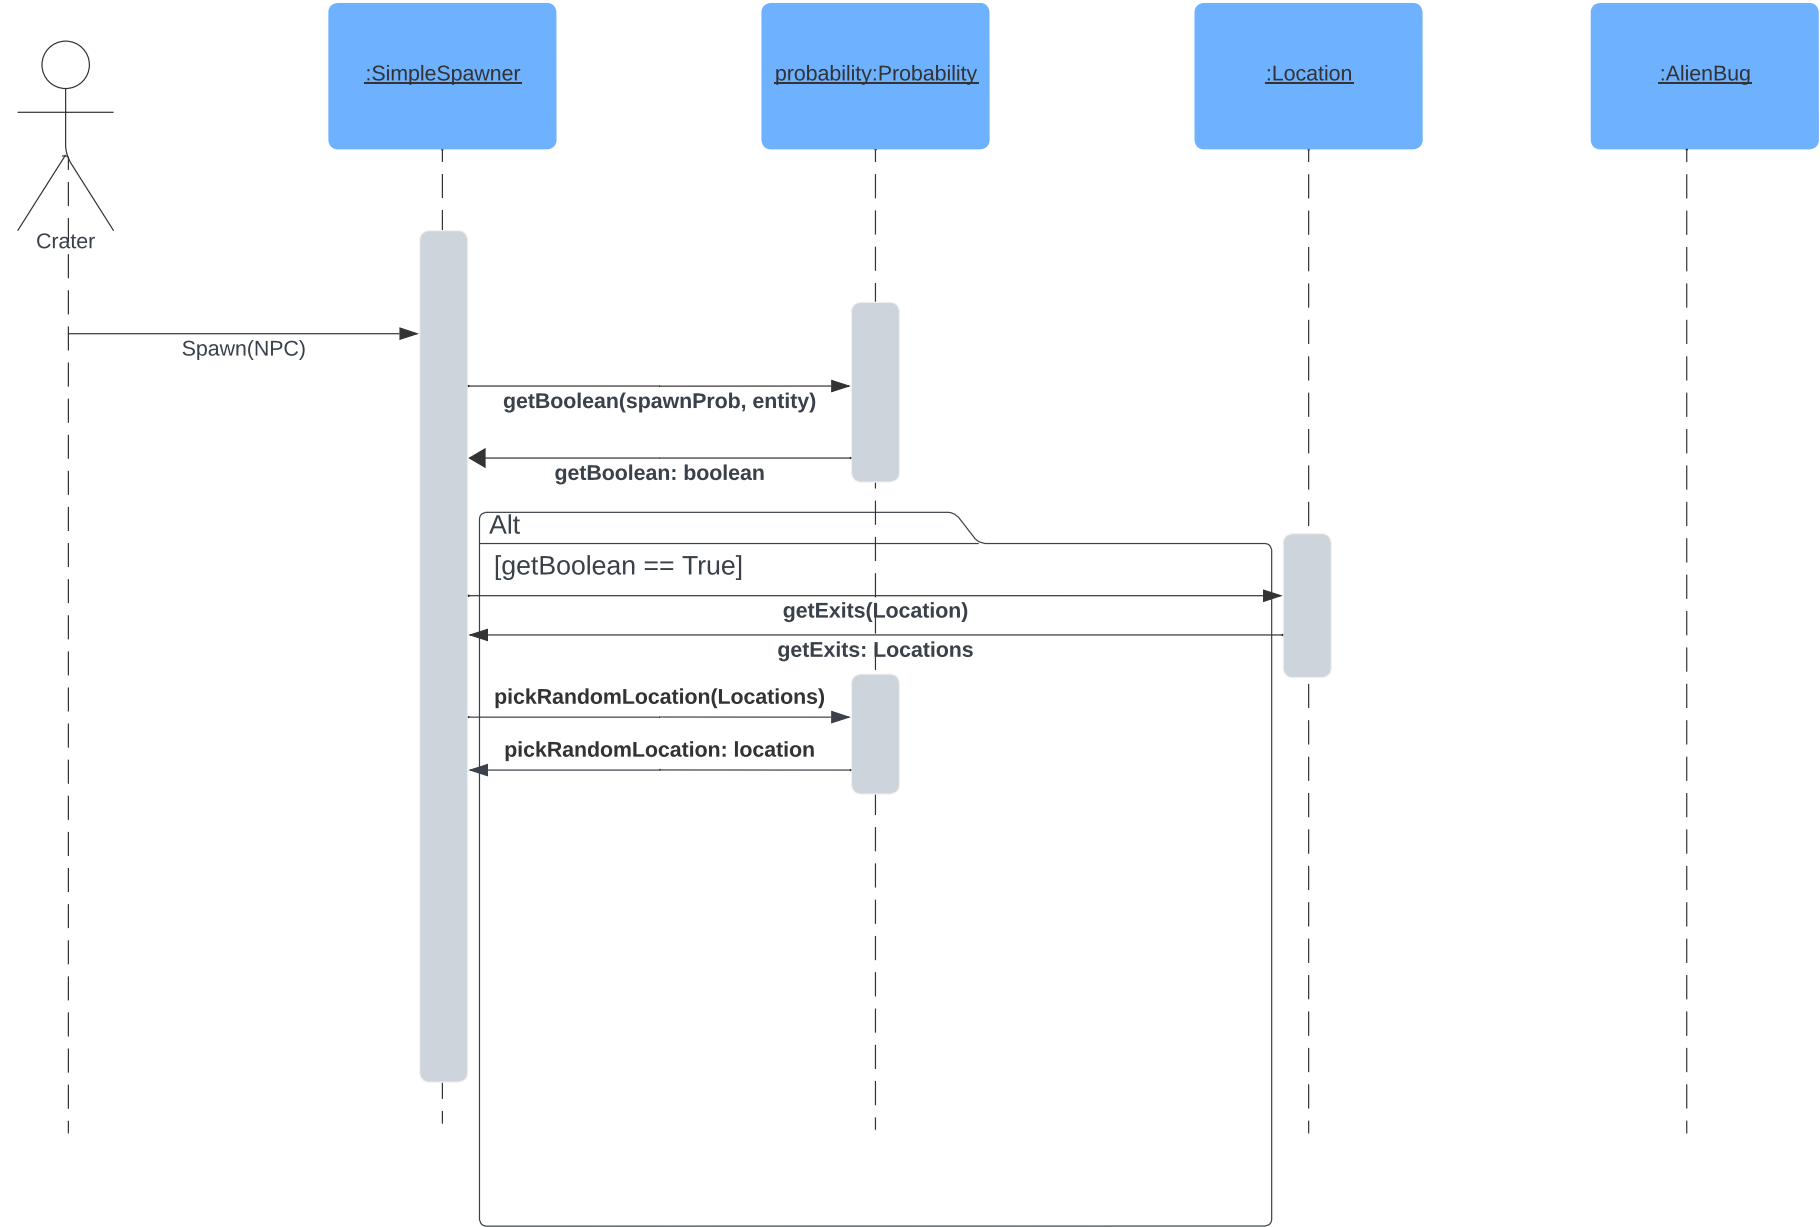 :SimpleSpawner
probability:Probability
:Location
:AlienBug
Crater
Spawn(NPC)
getBoolean(spawnProb, entity)
getBoolean: boolean
Alt
[getBoolean == True]
getExits(Location)
getExits: Locations
pickRandomLocation(Locations)
pickRandomLocation: location